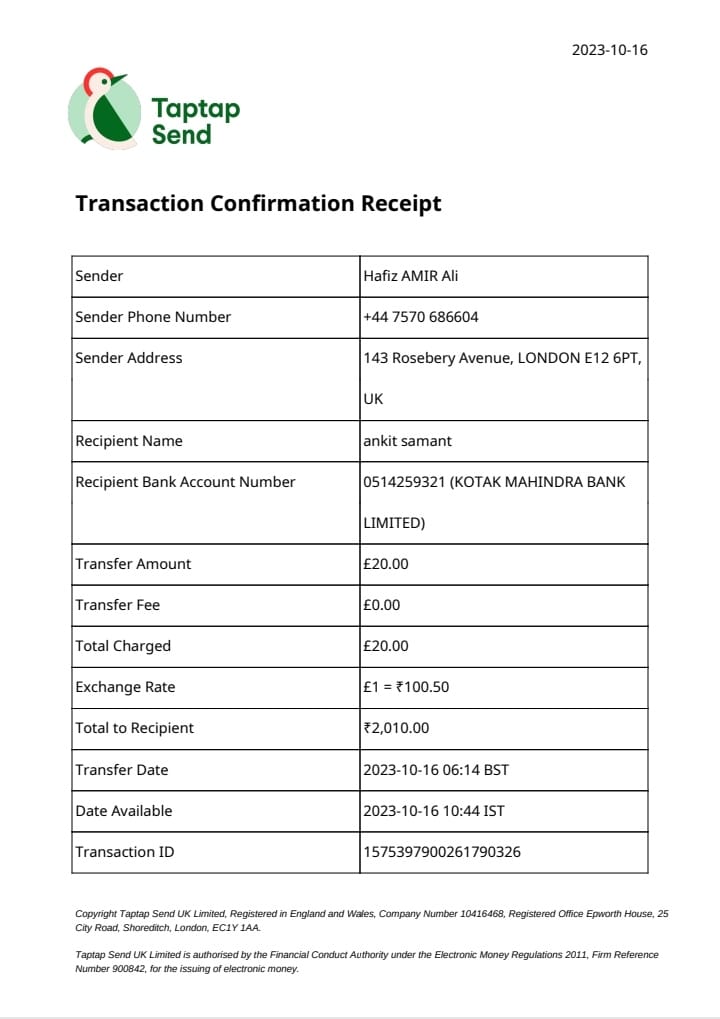 2023-10-16
Taptap
Send
Transaction Confirmation Receipt
Sender Hafiz AMIR Ali
Sender Phone Number +44 7570 686604
Sender Address 143 Rosebery Avenue, LONDON E12 6PT,
UK
Recipient Name ankit samant
Recipient Bank Account Number 0514259321 (KOTAK MAHINDRA BANK
LIMITED)
Transfer Amount £20.00
Transfer Fee £0.00
Total Charged £20.00
Exchange Rate £1 = ₹100.50
Total to Recipient ₹2,010.00
Transfer Date 2023-10-16 06:14 BST
Date Available 2023-10-16 10:44 IST
Transaction ID 1575397900261790326
Copyright Taptap Send UK Limited, Registered in England and Wales, Company Number 10416468, Registered Office Epworth House, 25
City Road, Shoreditch, London, EC1Y 1AA.
Taptap Send UK Limited is authorised by the Financial Conduct Authority under the Electronic Money Regulations 2011, Firm Reference
Number 900842, for the issuing of electronic money.